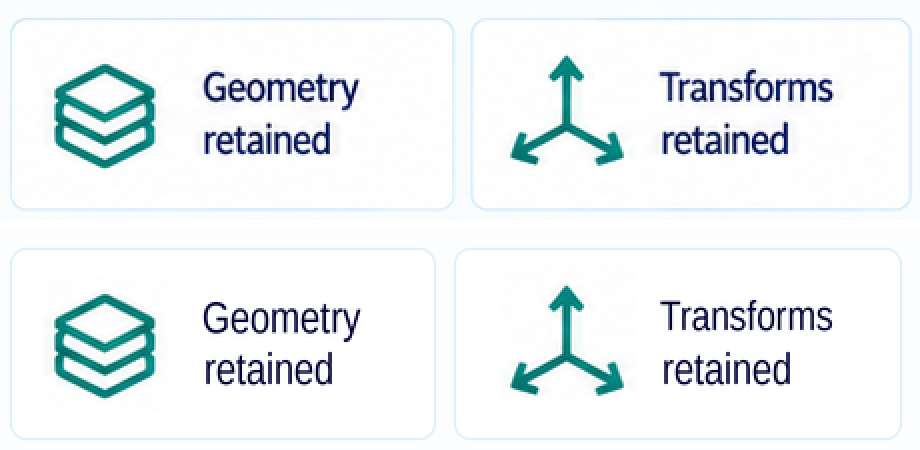 Geometry
retained
Transforms
retained
Geometry
retained
Transforms
retained